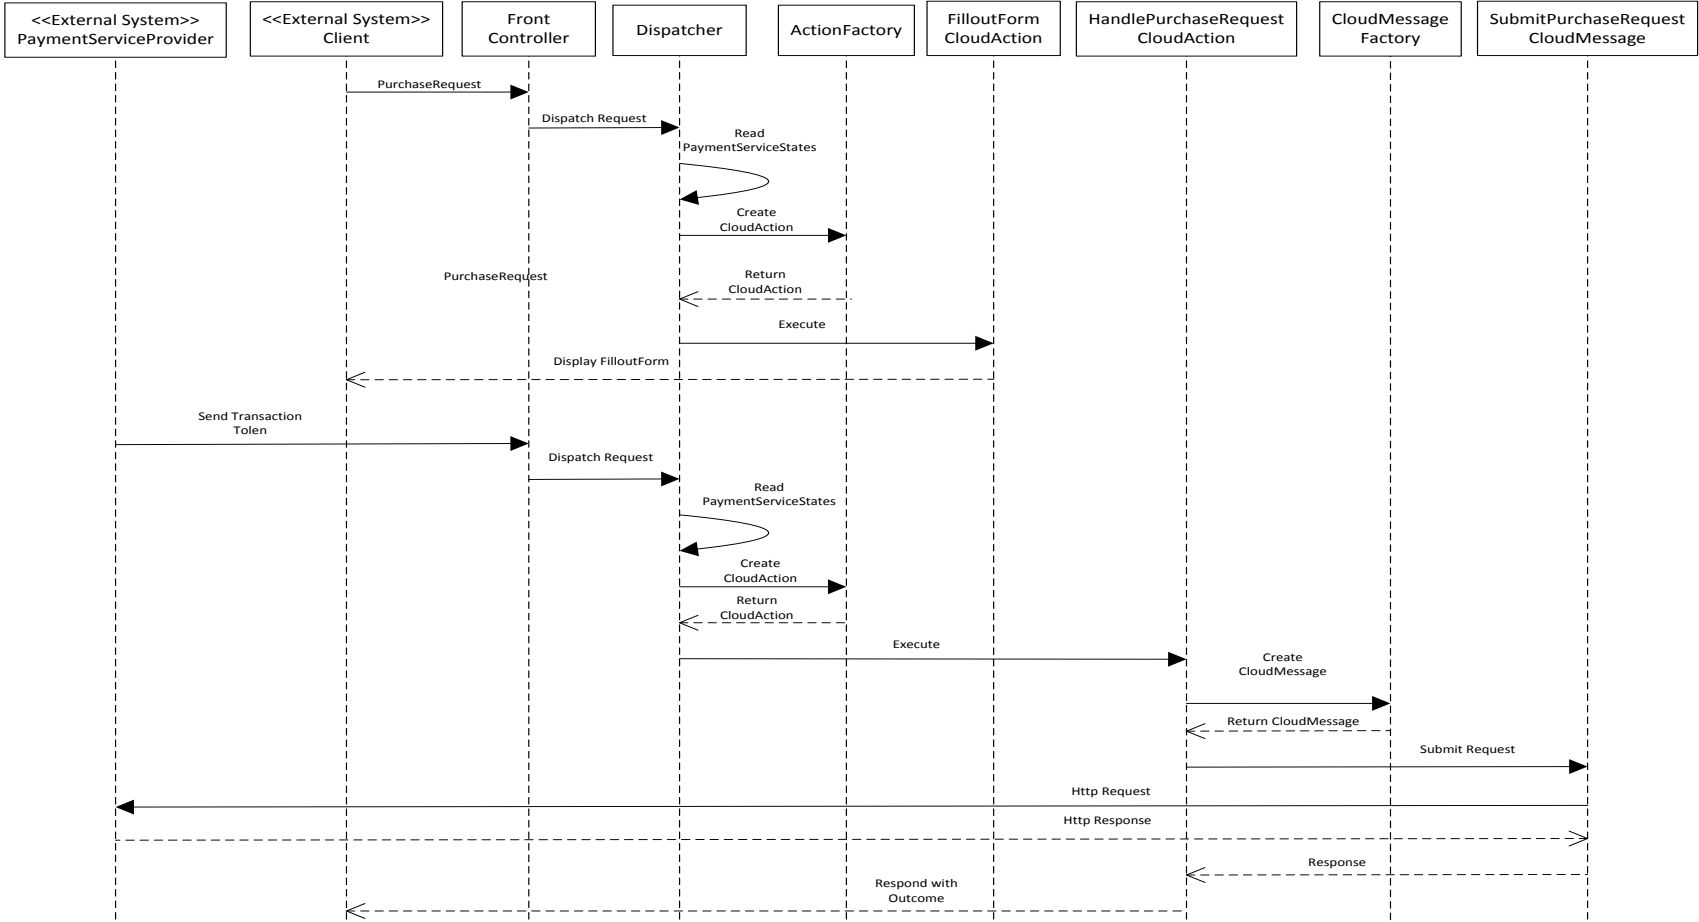 <<External System>>
PaymentServiceProvider
<<External System>>
Client
Front
Controller
Dispatcher
ActionFactory
FilloutForm
CloudAction
HandlePurchaseRequest
CloudAction
CloudMessage
Factory
SubmitPurchaseRequest
CloudMessage
PurchaseRequest
Dispatch Request
Read
PaymentServiceStates
Create
CloudAction
PurchaseRequest
Return
CloudAction
Execute
Display FilloutForm
Send Transaction
Tolen
Dispatch Request
Read
PaymentServiceStates
Create
CloudAction
Return
CloudAction
Execute
Create
CloudMessage
Return CloudMessage
Submit Request
Http Request
Http Response
Response
Respond with
Outcome